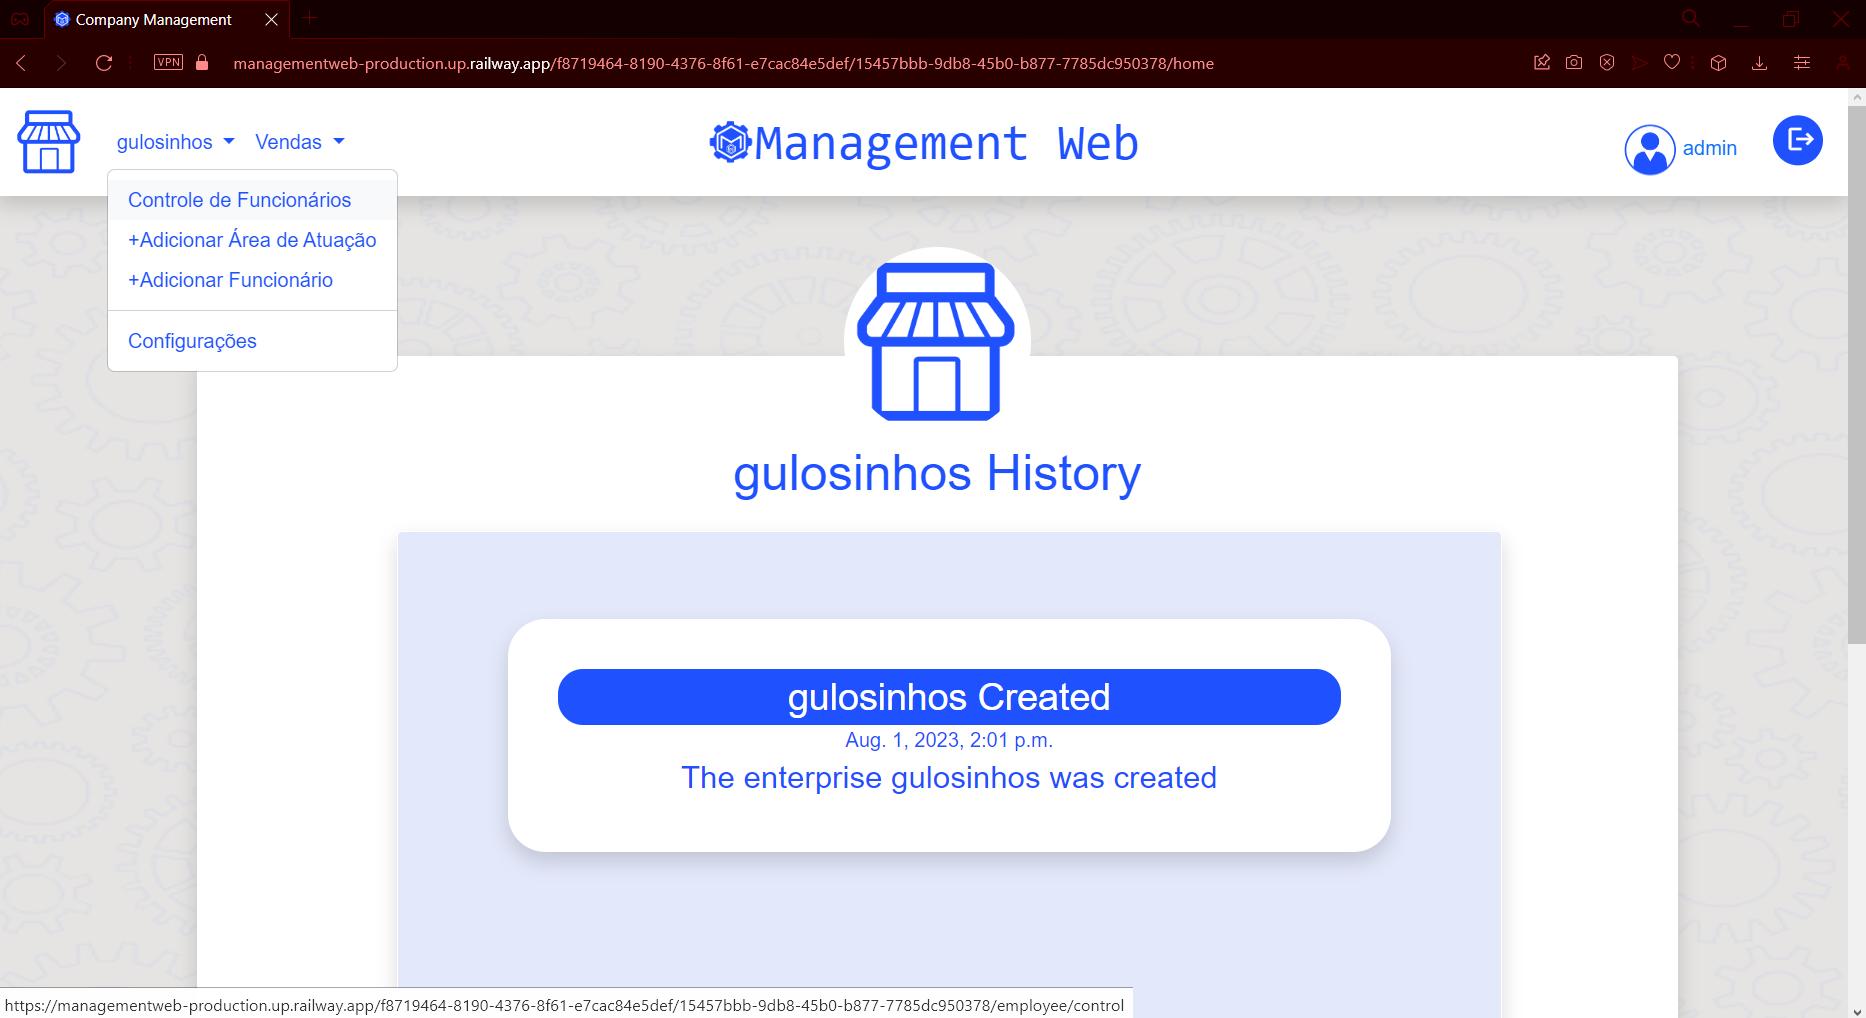 Company Management
VPN
managementweb-production.up.railway.app/f8719464-8190-4376-8f61-e7cac84e5def/15457bbb-9db8-45b0-b877-7785dc950378/home
gulosinhos
Vendas
Management Web
admin
Controle de Funcionários
+Adicionar Área de Atuação
+Adicionar Funcionário
Configurações
gulosinhos History
gulosinhos Created
Aug. 1, 2023, 2:01 p.m.
The enterprise gulosinhos was created
https://managementweb-production.up.railway.app/f8719464-8190-4376-8f61-e7cac84e5def/15457bbb-9db8-45b0-b877-7785dc950378/employee/control